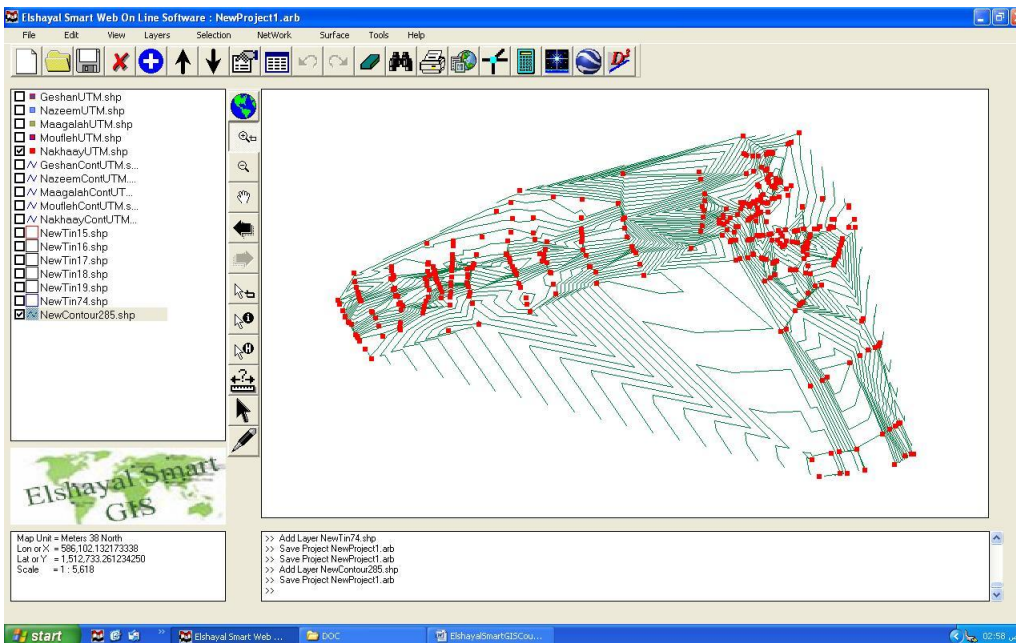 Elshayal Smart Web On Line Software : NewProject1.arb
File Edit View Layers Selection NetWork Surface Tools Help
GeshanUTM.shp
NazeemUTM.shp
MaagalahUTM.shp
MouflehUTM.shp
NakhaayUTM.shp
GeshanContUTM.s...
NazeemContUTM....
MaagalahContUT...
MouflehContUTM...
NakhaayContUTM...
NewTin15.shp
NewTin16.shp
NewTin17.shp
NewTin18.shp
NewTin19.shp
NewTin74.shp
NewContour285.shp
Elshayal Smart
GIS
Map Unit = Meters 38 North
Lon or X = 586,102.132173338
Lat or Y = 1,512,733.261234250
Scale = 1 : 5,618
>> Add Layer NewTin74.shp
>> Save Project NewProject1.arb
>> Save Project NewProject1.arb
>> Add Layer NewContour285.shp
>> Save Project NewProject1.arb
>>
start » Elshayal Smart Web ... DOC ElshayalSmartGISCou... 02:58 ص